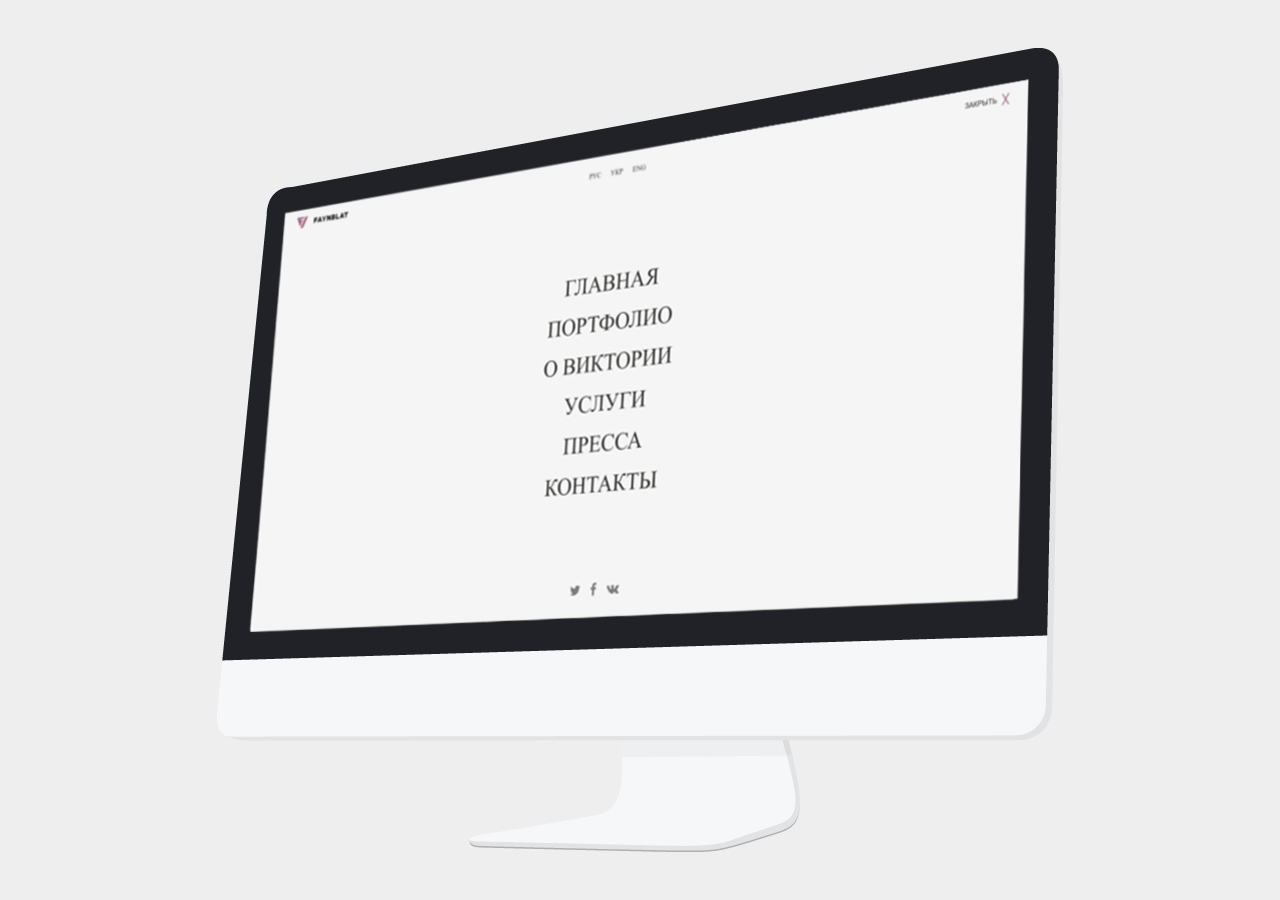 ЗАКРЫТЬ X
РУС УКР ENG
FAYNBLAT
ГЛАВНАЯ
ПОРТФОЛИО
О ВИКТОРИИ
УСЛУГИ
ПРЕССА
КОНТАКТЫ